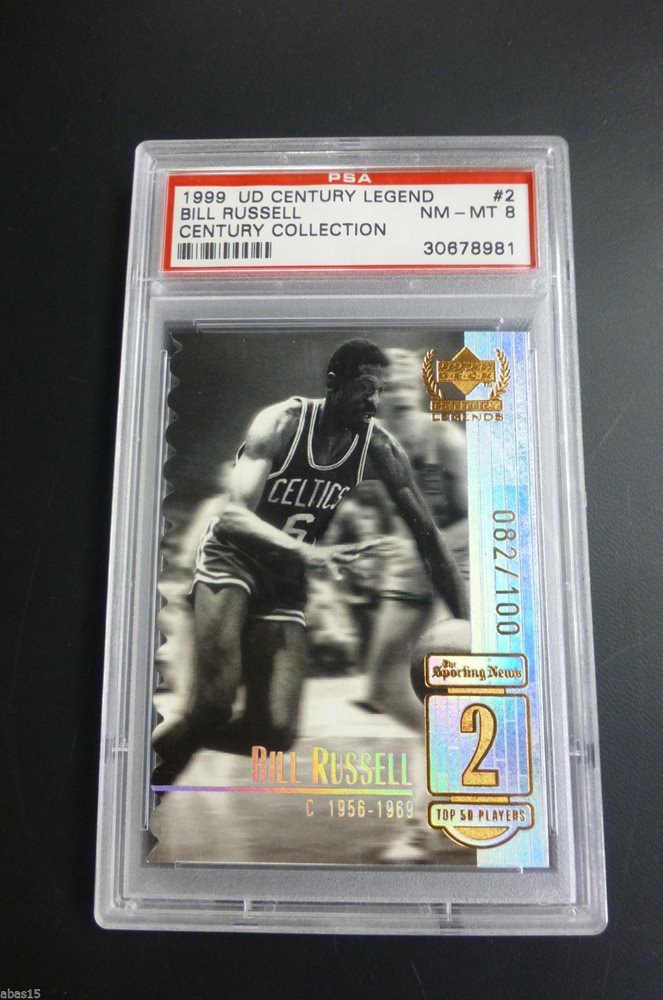 PSA
1999 UD CENTURY LEGEND #2
BILL RUSSELL NM - MT 8
CENTURY COLLECTION
30678981
UPPER
DECK
CENTURY
LEGENDS
CELTICS
6
082/100
The
Sporting News
2
TOP 50 PLAYERS
BILL RUSSELL
C 1956-1969
abas15